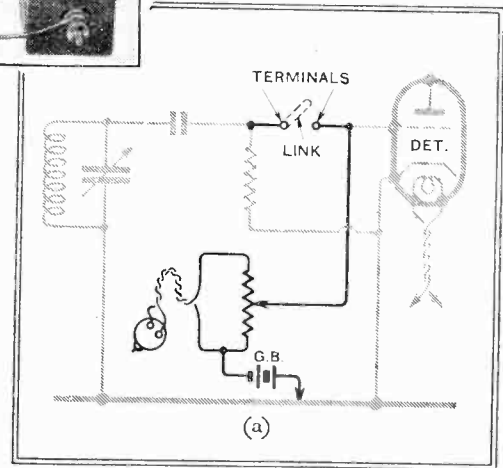 TERMINALS
LINK
DET.
G.B.
(a)